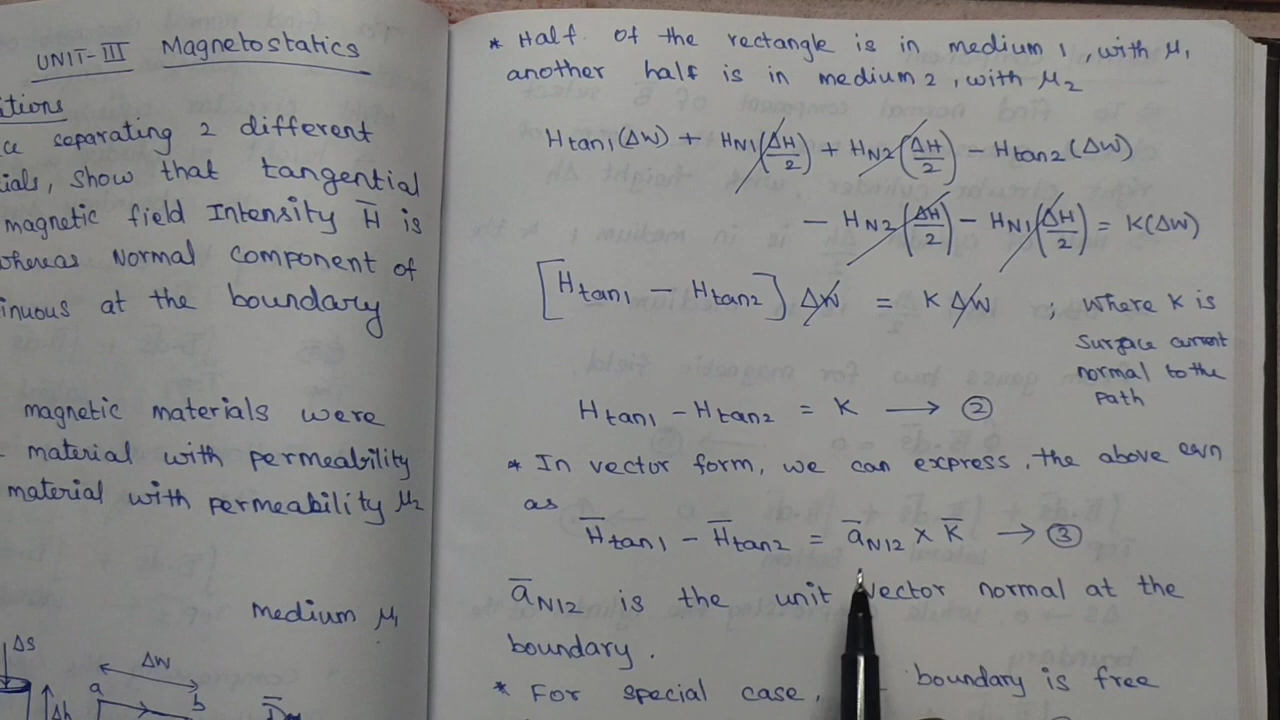 UNIT-III Magnetostatics
itions
ce separating 2 different
ials, show that tangential
magnetic field Intensity H̅ is
whereas Normal component of
inuous at the boundary
magnetic materials were
material with permeability
material with permeability μ₂
medium μ₁
ΔS
ΔW
a
b
Δh
* Half of the rectangle is in medium 1, with μ₁
another half is in medium 2, with μ₂
Htan1 (ΔW) + HN1 (ΔH/2) + HN2 (ΔH/2) - Htan2 (ΔW)
- HN2 (ΔH/2) - HN1 (ΔH/2) = K(ΔW)
[Htan1 - Htan2] ΔW = K ΔW ; where K is
surface current
normal to the
path
Htan1 - Htan2 = K → ②
* In vector form, we can express, the above eqn
as
H̅tan1 - H̅tan2 = a̅N12 × K̅ → ③
a̅N12 is the unit vector normal at the
boundary.
* For special case, boundary is free